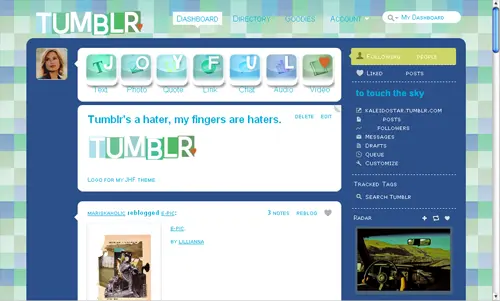 TUMBLR
Dashboard Directory Goodies Account My Dashboard
J O Y F U L
Text Photo Quote Link Chat Audio Video
Following peeks
Liked posts
to touch the sky
kaleidostar.tumblr.com
posts
followers
Messages
Drafts
Queue
Customize
Tracked Tags
Search Tumblr
Radar
Tumblr's a hater, my fingers are haters.
delete edit
TUMBLR
Logo for my JHF theme.
mariskaholic reblogged e-pic:
3 notes reblog
e-pic:
by lillianna